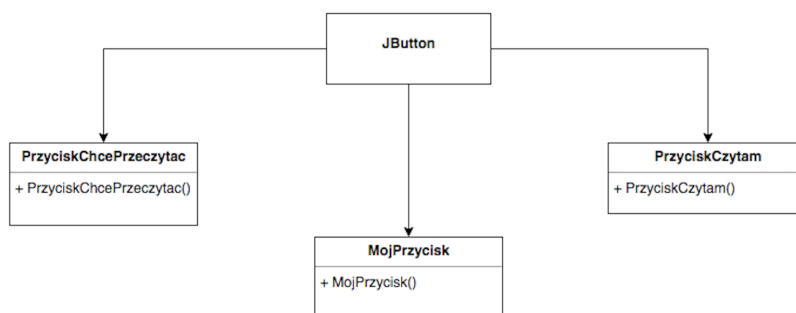 JButton
PrzyciskChcePrzeczytac
+ PrzyciskChcePrzeczytac()
PrzyciskCzytam
+ PrzyciskCzytam()
MojPrzycisk
+ MojPrzycisk()